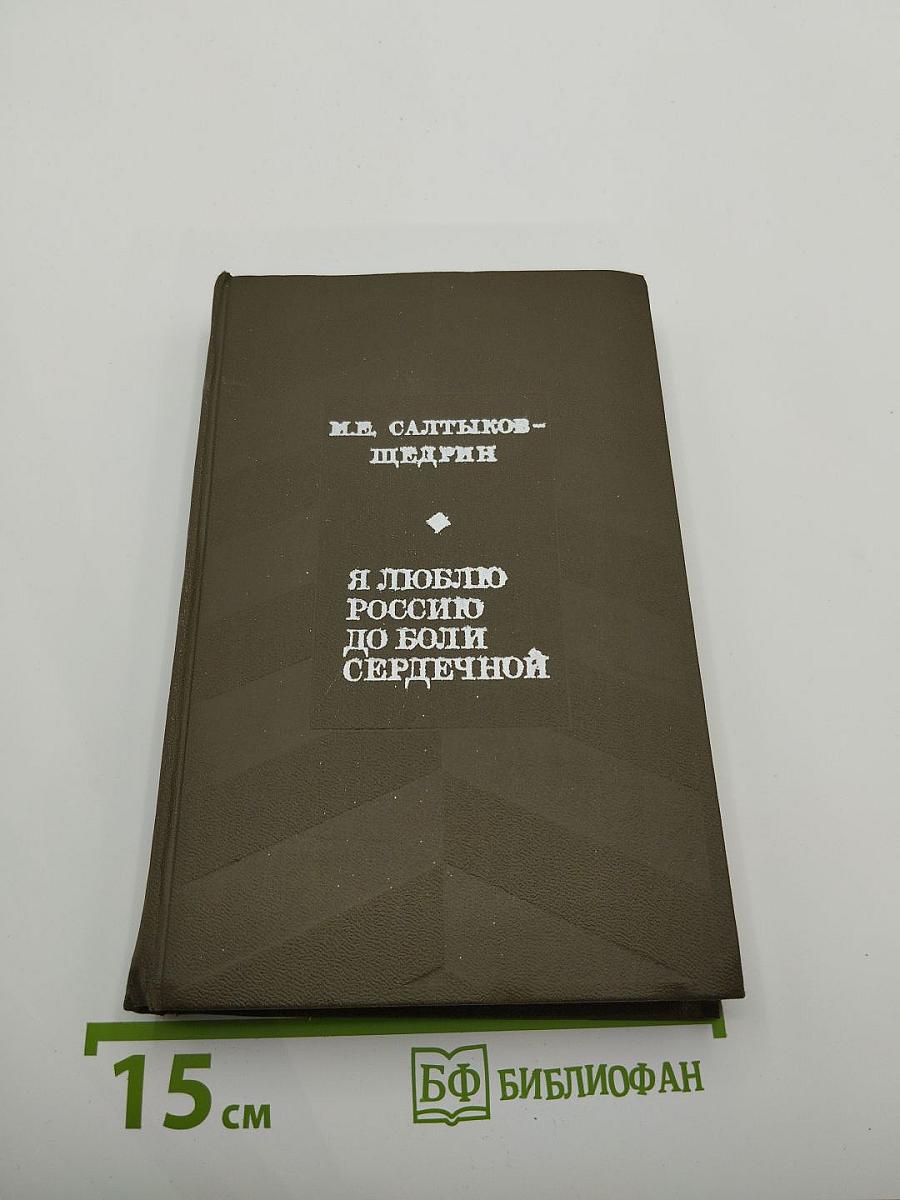 М.Е. САЛТЫКОВ-
ЩЕДРИН
Я ЛЮБЛЮ
РОССИЮ
ДО БОЛИ
СЕРДЕЧНОЙ
15 см
БФ БИБЛИОФАН